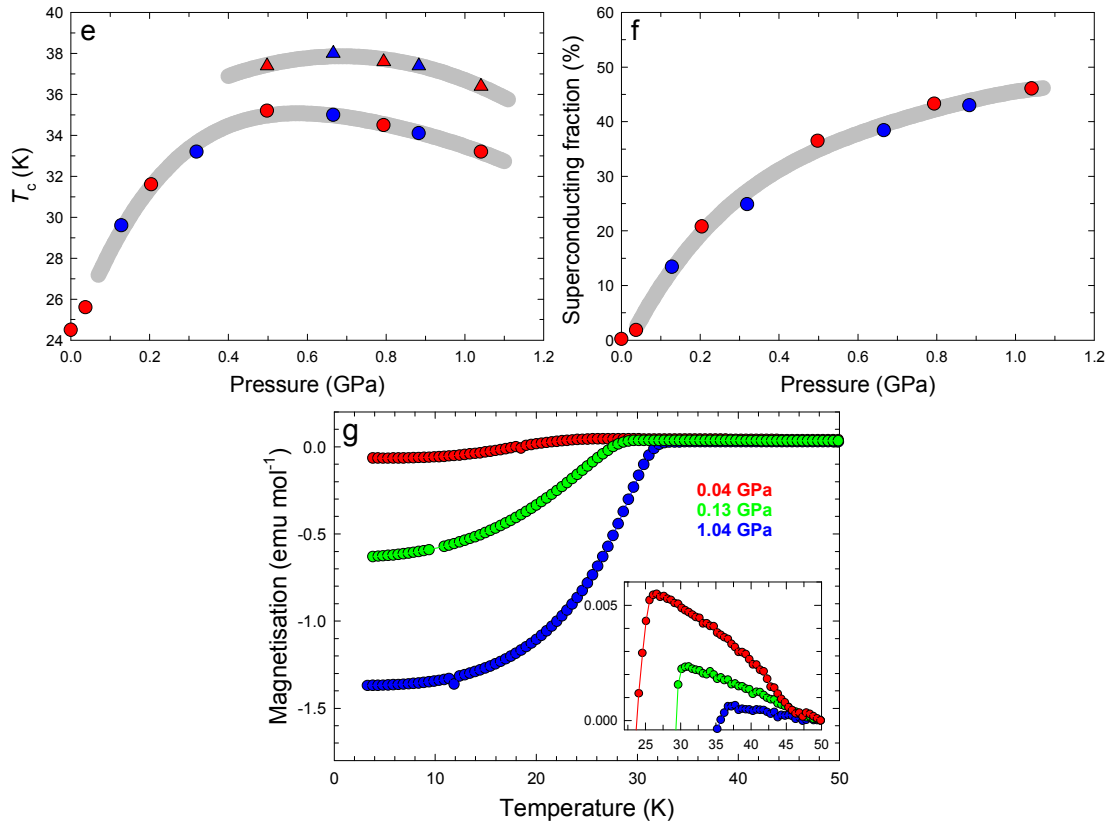 e
T_c (K)
40
38
36
34
32
30
28
26
24
0.0 0.2 0.4 0.6 0.8 1.0 1.2
Pressure (GPa)
f
Superconducting fraction (%)
60
50
40
30
20
10
0
0.0 0.2 0.4 0.6 0.8 1.0 1.2
Pressure (GPa)
g
Magnetisation (emu mol⁻¹)
0.0
-0.5
-1.0
-1.5
0 10 20 30 40 50
Temperature (K)
0.04 GPa
0.13 GPa
1.04 GPa
0.005
0.000
25 30 35 40 45 50